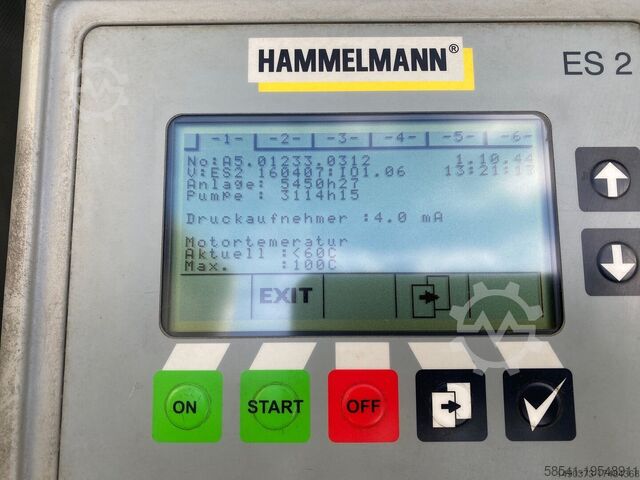 HAMMELMANN®
ES 2
-1- -2- -3- -4- -5- -6-
No:A5.01233.0312 1.10.44
V:ES2 160407:IO1.06 13:21:13
Anlage: 5450h27
Pumpe : 3114h15
Druckaufnehmer :4.0 mA
Motortemeratur
Aktuell :<60C
Max. :100C
EXIT
ON START OFF